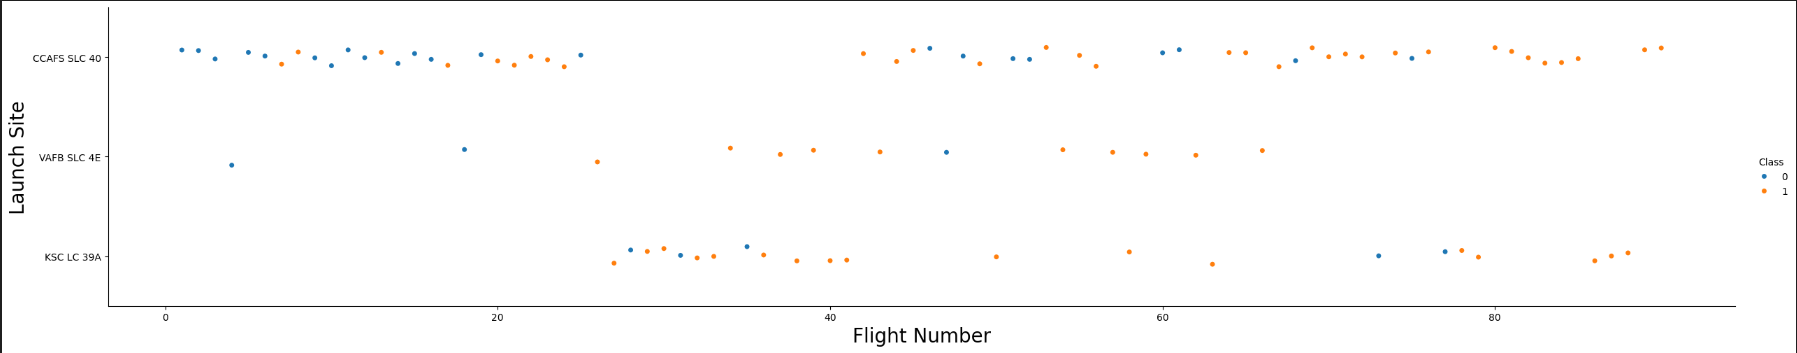 Launch Site
CCAFS SLC 40
VAFB SLC 4E
KSC LC 39A
0 20 40 60 80
Flight Number
Class
0
1